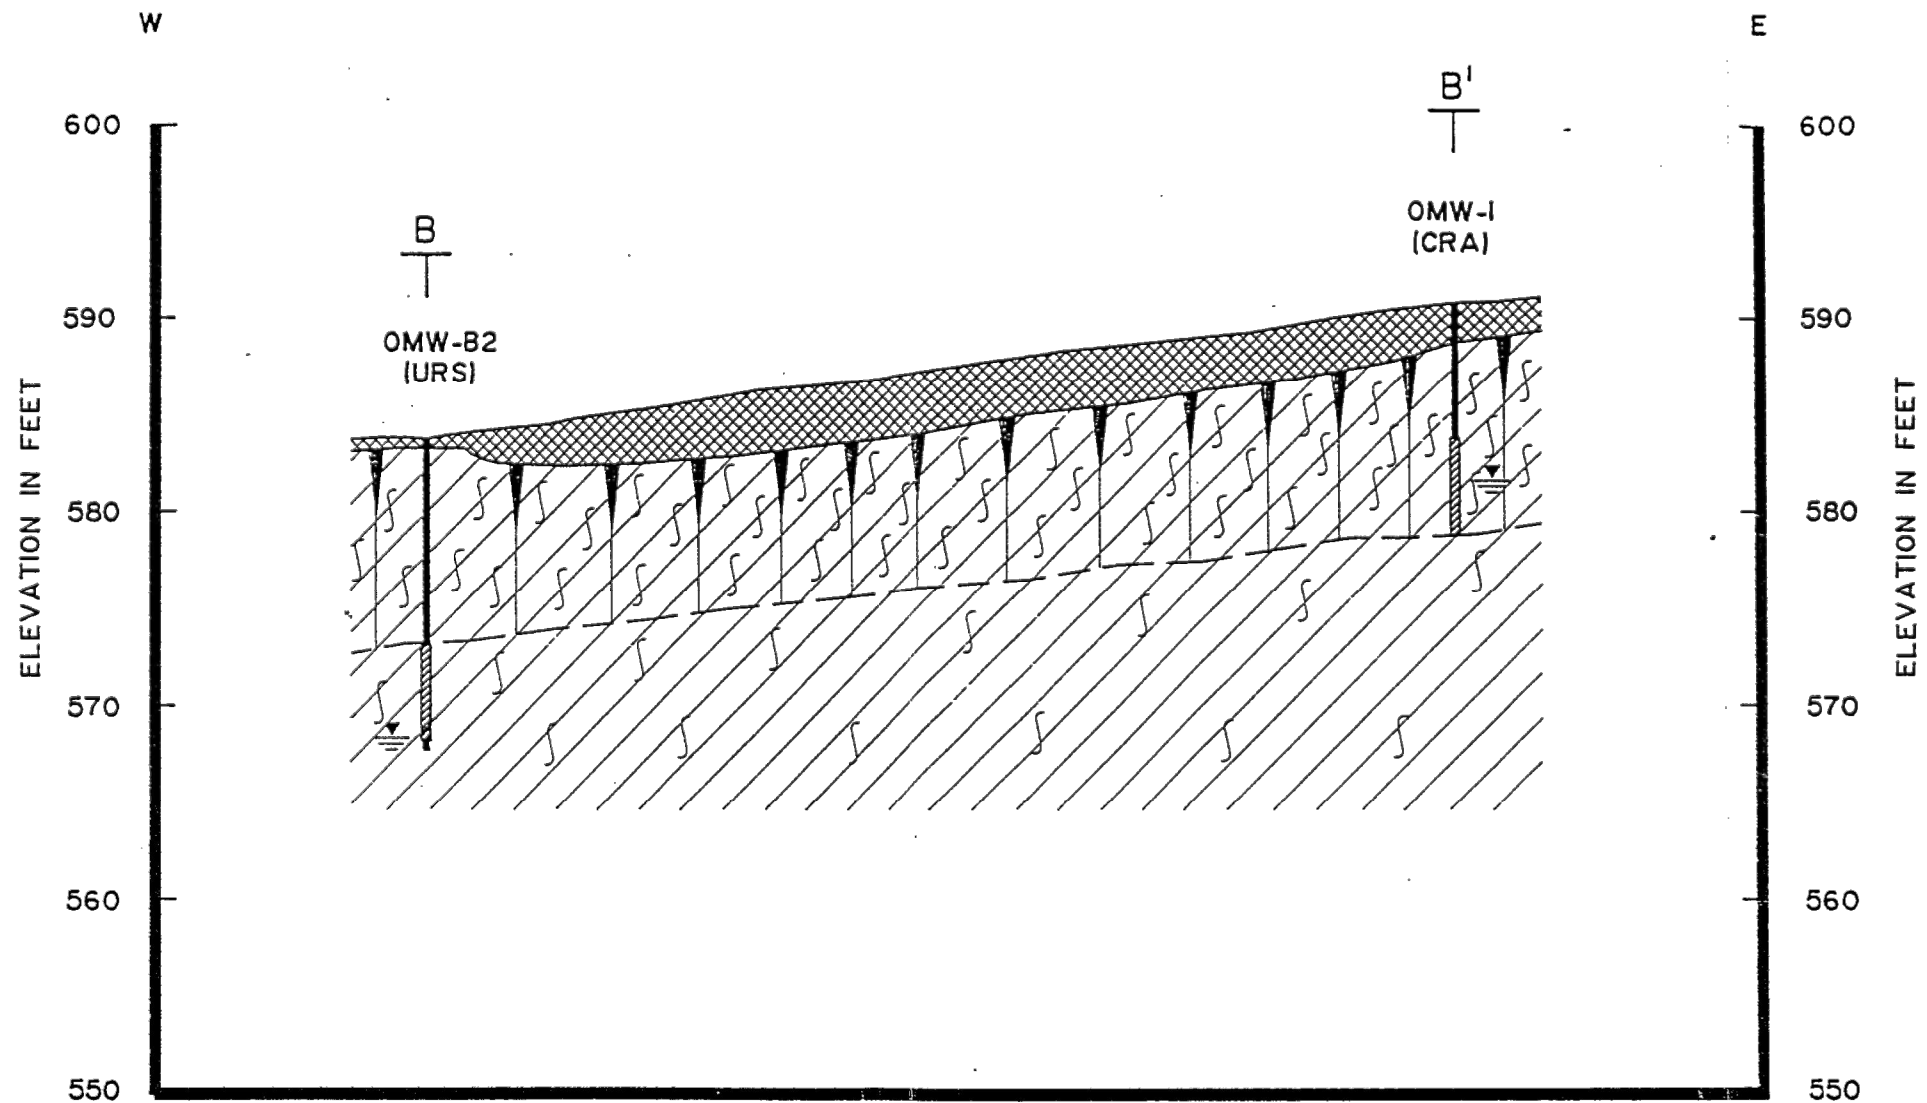 W
E
B'
600
600
OMW-1
(CRA)
B
590
590
OMW-B2
(URS)
ELEVATION IN FEET
ELEVATION IN FEET
580
580
570
570
560
560
550
550